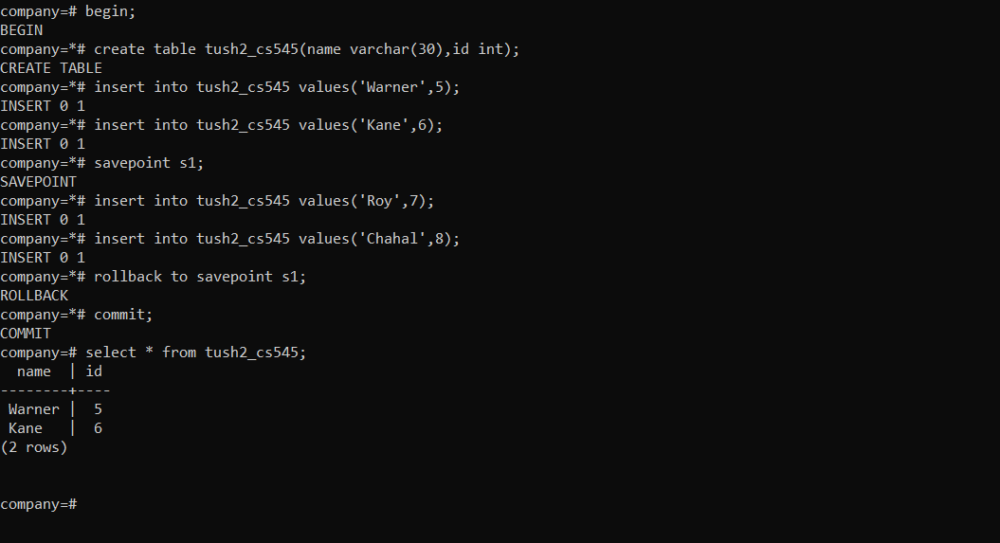 company=# begin;
BEGIN
company=*# create table tush2_cs545(name varchar(30),id int);
CREATE TABLE
company=*# insert into tush2_cs545 values('Warner',5);
INSERT 0 1
company=*# insert into tush2_cs545 values('Kane',6);
INSERT 0 1
company=*# savepoint s1;
SAVEPOINT
company=*# insert into tush2_cs545 values('Roy',7);
INSERT 0 1
company=*# insert into tush2_cs545 values('Chahal',8);
INSERT 0 1
company=*# rollback to savepoint s1;
ROLLBACK
company=*# commit;
COMMIT
company=# select * from tush2_cs545;
  name  | id
--------+----
 Warner |  5
 Kane   |  6
(2 rows)
company=#